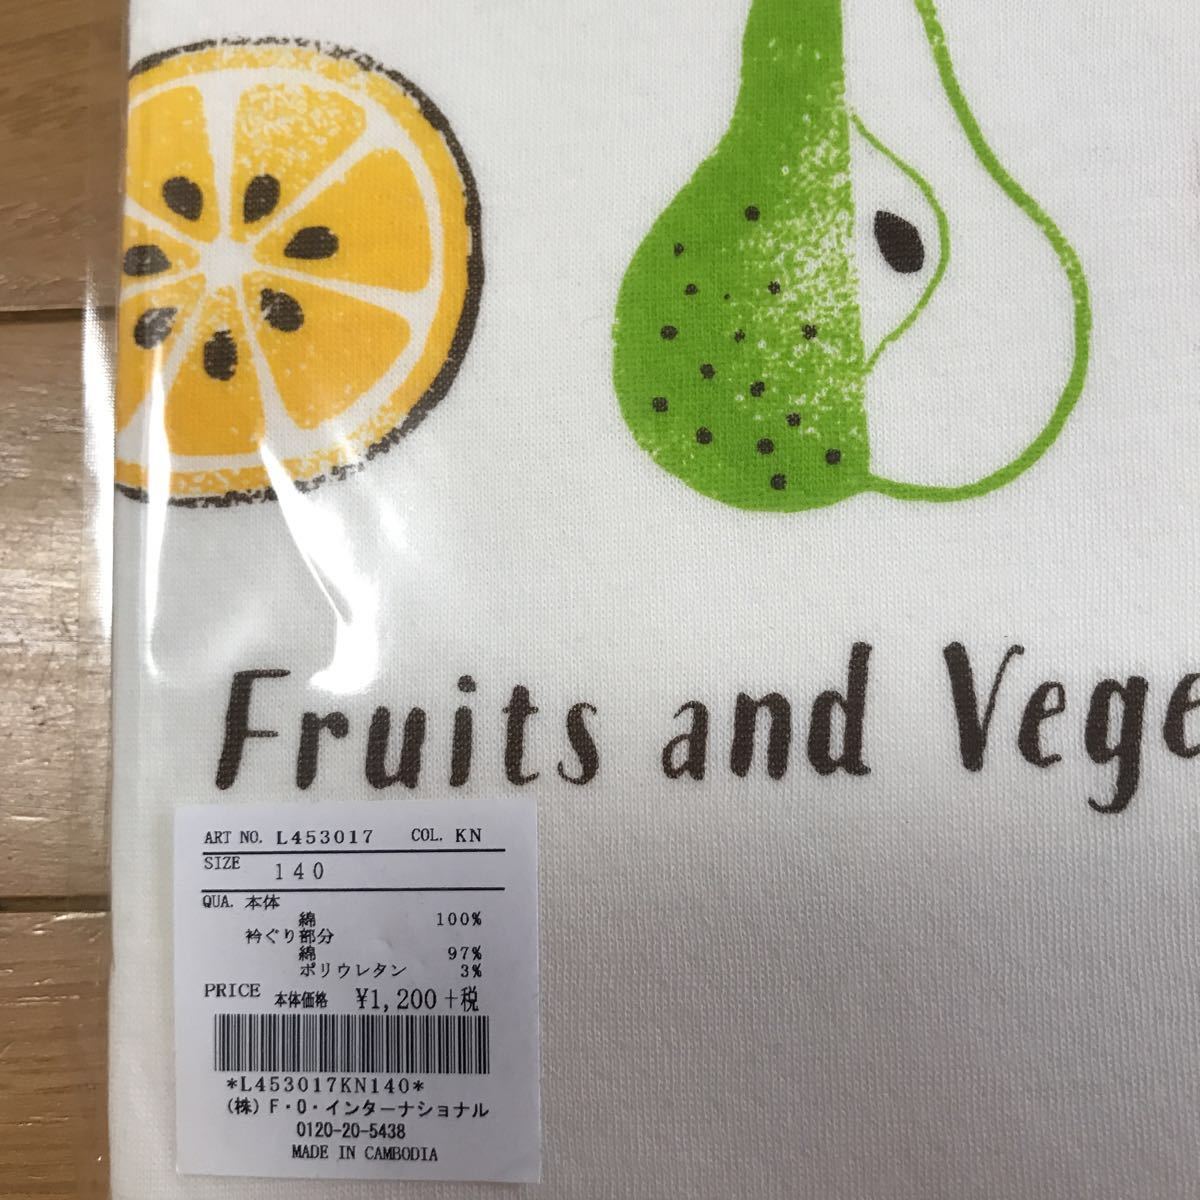 Fruits and Vege
ART NO. L453017 COL. KN
SIZE 140
QUA. 本体
綿 100%
衿ぐり部分
綿 97%
ポリウレタン 3%
PRICE 本体価格 ¥1,200+税
*L453017KN140*
(株)F・O・インターナショナル
0120-20-5438
MADE IN CAMBODIA